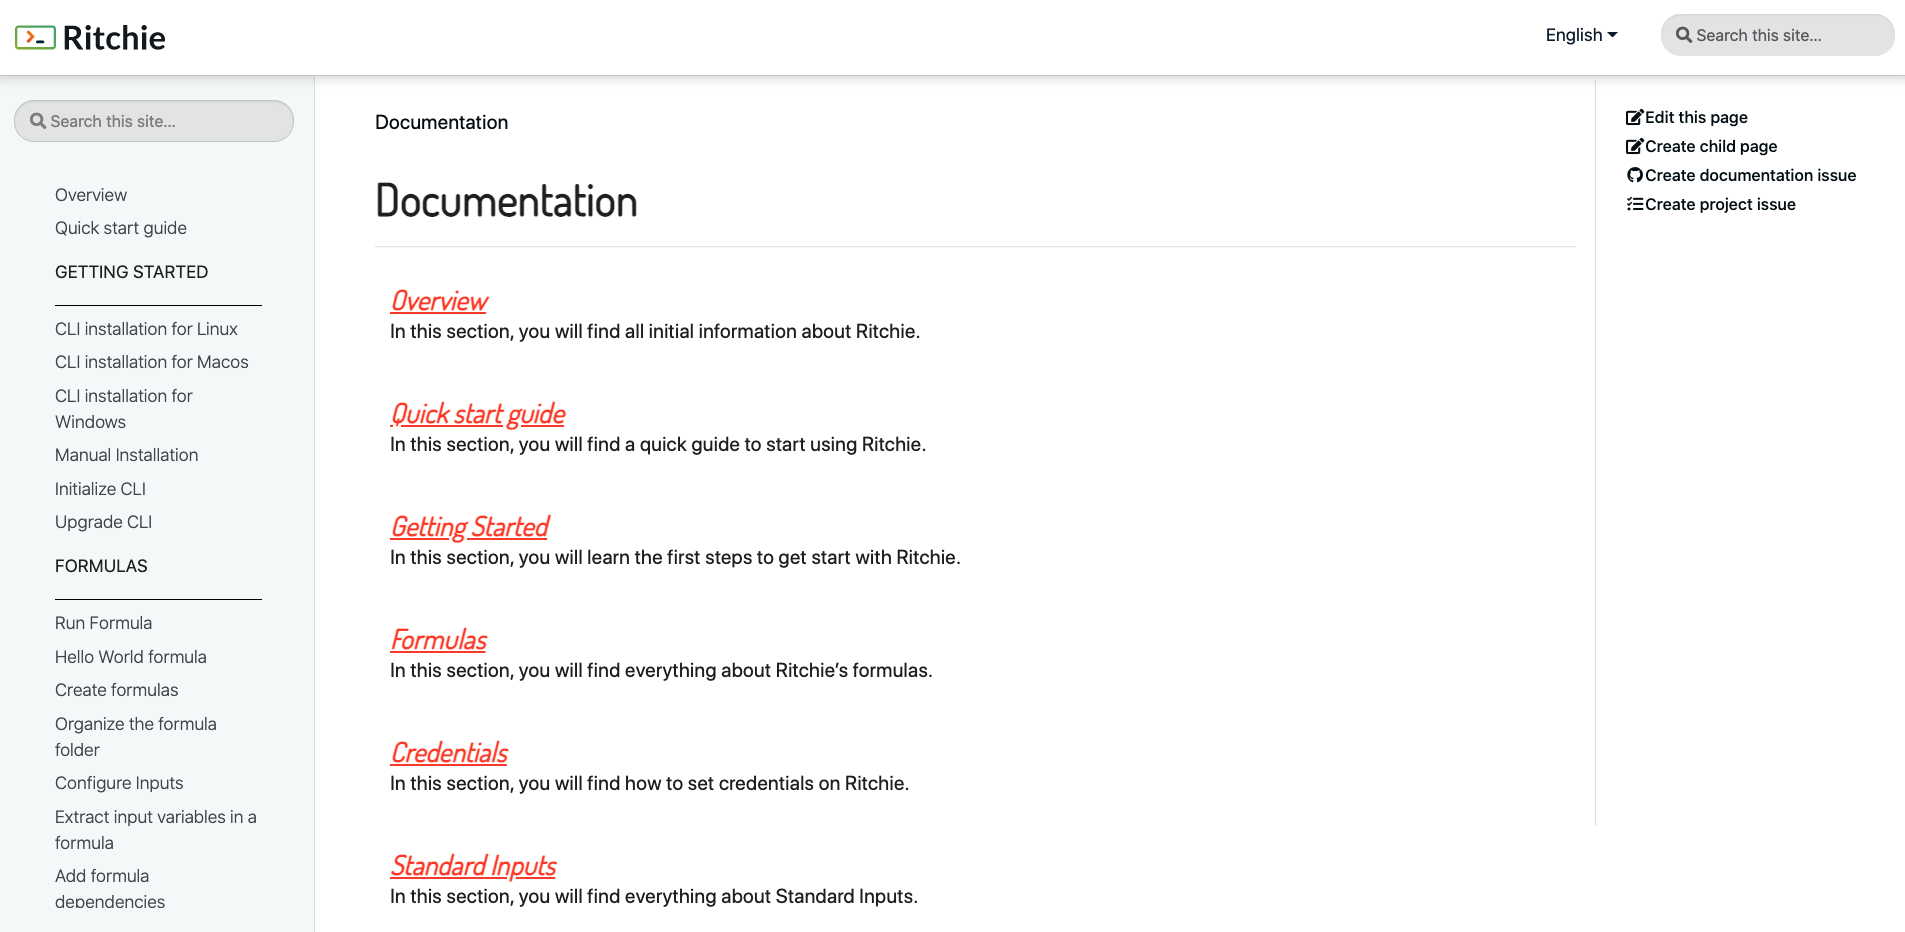 Ritchie
English
Search this site...
Search this site...
Overview
Quick start guide
GETTING STARTED
CLI installation for Linux
CLI installation for Macos
CLI installation for
Windows
Manual Installation
Initialize CLI
Upgrade CLI
FORMULAS
Run Formula
Hello World formula
Create formulas
Organize the formula
folder
Configure Inputs
Extract input variables in a
formula
Add formula
dependencies
Documentation
Documentation
Overview
In this section, you will find all initial information about Ritchie.
Quick start guide
In this section, you will find a quick guide to start using Ritchie.
Getting Started
In this section, you will learn the first steps to get start with Ritchie.
Formulas
In this section, you will find everything about Ritchie’s formulas.
Credentials
In this section, you will find how to set credentials on Ritchie.
Standard Inputs
In this section, you will find everything about Standard Inputs.
Edit this page
Create child page
Create documentation issue
Create project issue